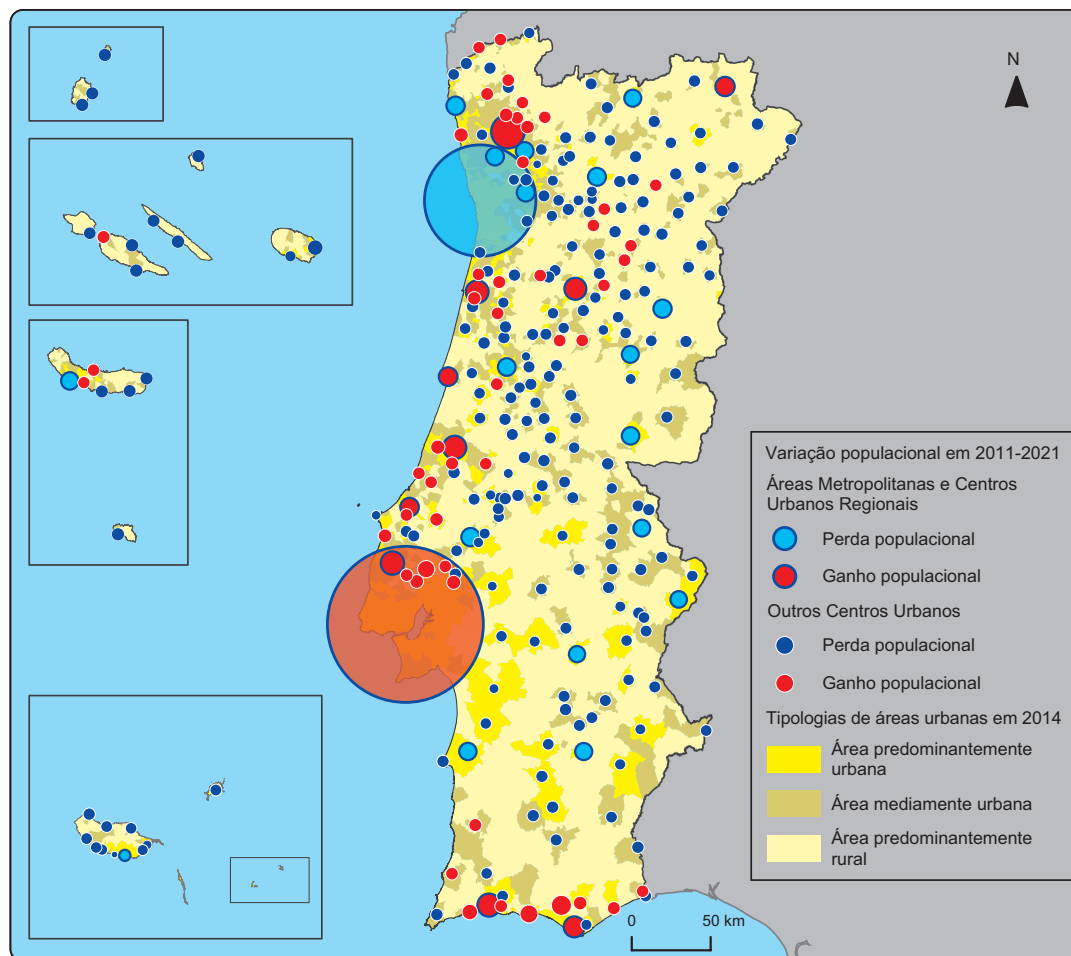 N
Variação populacional em 2011-2021
Áreas Metropolitanas e Centros
Urbanos Regionais
Perda populacional
Ganho populacional
Outros Centros Urbanos
Perda populacional
Ganho populacional
Tipologias de áreas urbanas em 2014
Área predominantemente
urbana
Área mediamente urbana
Área predominantemente
rural
0 50 km